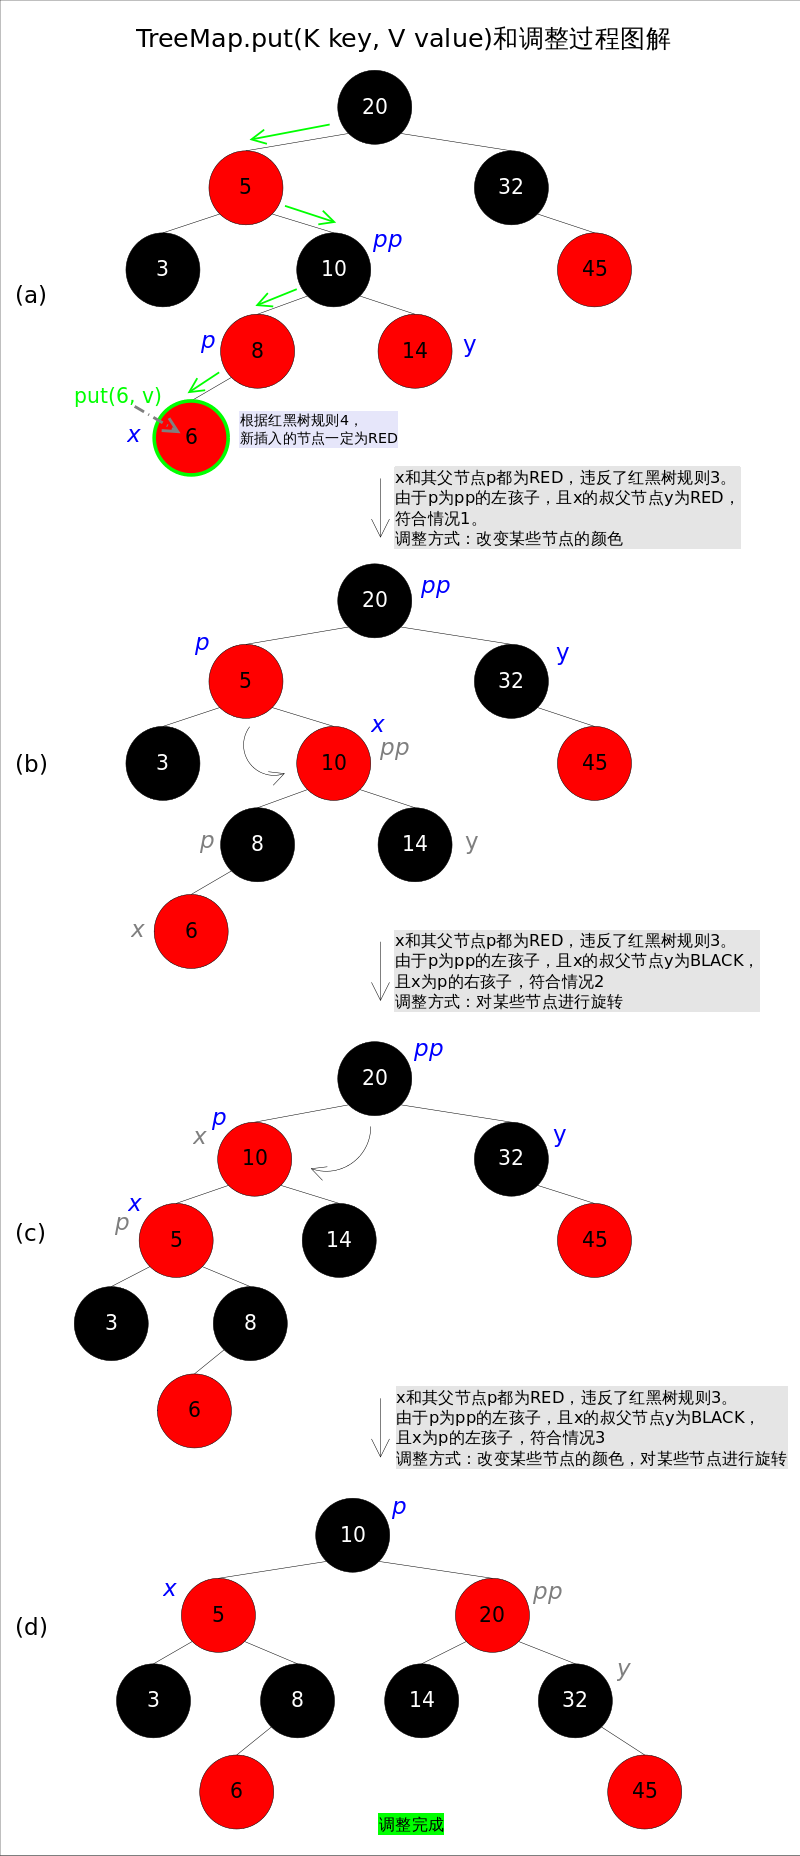 TreeMap.put(K key, V value)和调整过程图解
20
5
32
pp
3
10
45
(a)
p
8
14
y
put(6, v)
x
6
根据红黑树规则4，
新插入的节点一定为RED
x和其父节点p都为RED，违反了红黑树规则3。
由于p为pp的左孩子，且x的叔父节点y为RED，
符合情况1。
调整方式：改变某些节点的颜色
20
pp
p
5
32
y
x
pp
(b)
3
10
45
p
8
14
y
x
6
x和其父节点p都为RED，违反了红黑树规则3。
由于p为pp的左孩子，且x的叔父节点y为BLACK，
且x为p的右孩子，符合情况2
调整方式：对某些节点进行旋转
20
pp
p
x
10
32
y
x
p
(c)
5
14
45
3
8
6
x和其父节点p都为RED，违反了红黑树规则3。
由于p为pp的左孩子，且x的叔父节点y为BLACK，
且x为p的左孩子，符合情况3
调整方式：改变某些节点的颜色，对某些节点进行旋转
10
p
x
5
20
pp
(d)
3
8
14
32
y
6
45
调整完成